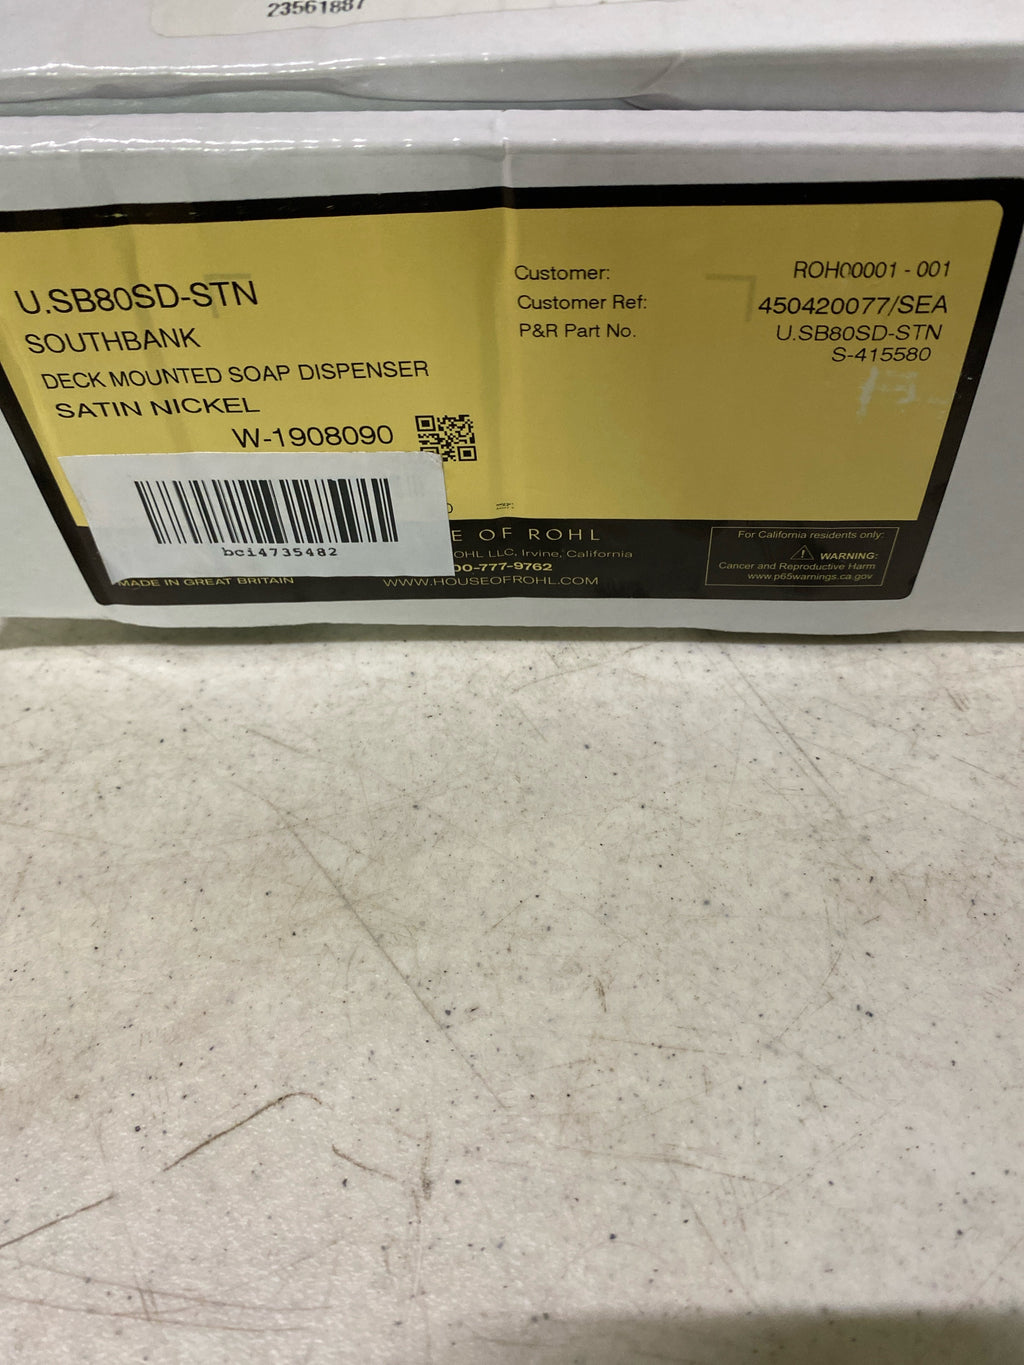 23561887
U.SB80SD-STN
SOUTHBANK
DECK MOUNTED SOAP DISPENSER
SATIN NICKEL
W-1908090
bci4735482
MADE IN GREAT BRITAIN
Customer: ROH00001 - 001
Customer Ref: 450420077/SEA
P&R Part No. U.SB80SD-STN
S-415580
E OF ROHL
OHL LLC, Irvine, California
00-777-9762
WWW.HOUSEOFROHL.COM
For California residents only:
WARNING:
Cancer and Reproductive Harm
www.p65warnings.ca.gov